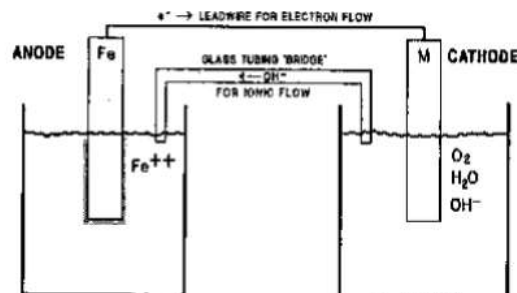 e⁻ → LEADWIRE FOR ELECTRON FLOW
ANODE
Fe
GLASS TUBING "BRIDGE"
<—OH⁻
FOR IONIC FLOW
M
CATHODE
Fe++
O2
H2O
OH⁻